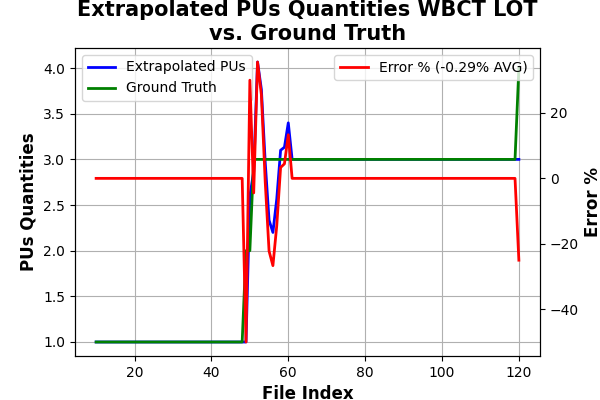 Extrapolated PUs Quantities WBCT LOT
vs. Ground Truth
Extrapolated PUs
Ground Truth
Error % (-0.29% AVG)
PUs Quantities
4.0
3.5
3.0
2.5
2.0
1.5
1.0
20
0
−20
−40
Error %
20
40
60
80
100
120
File Index